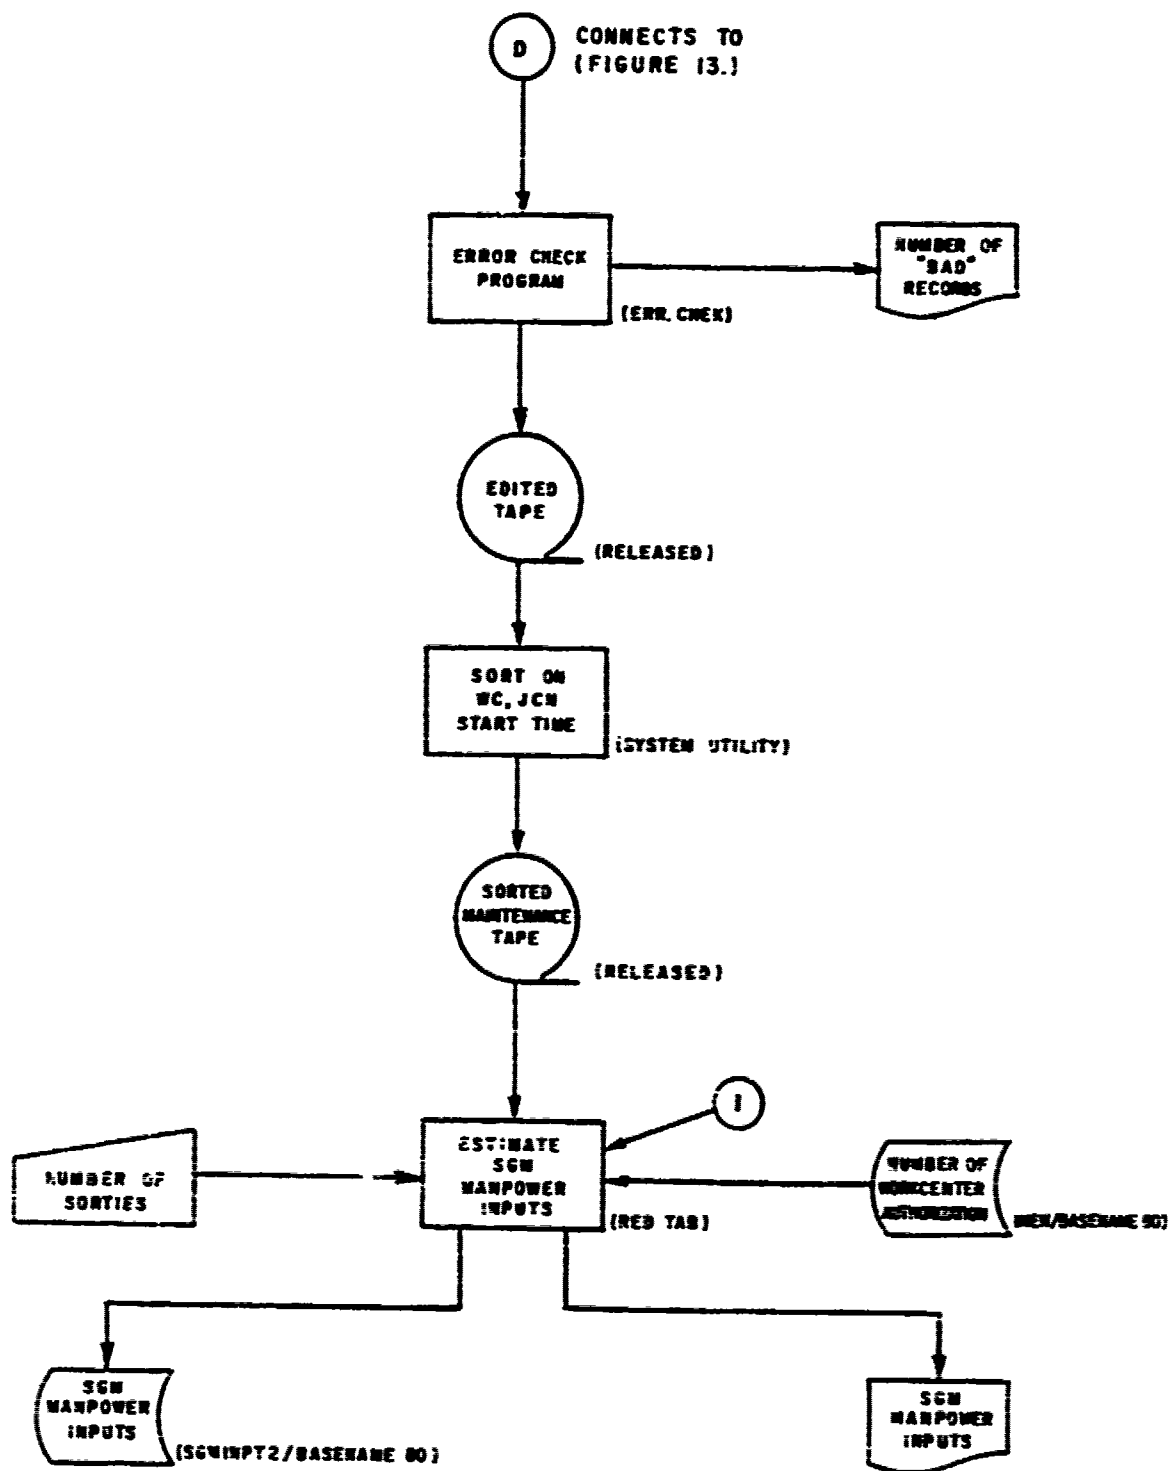 D
CONNECTS TO
(FIGURE 13.)
ERROR CHECK
PROGRAM
(ERR.CHEK)
NUMBER OF
"BAD"
RECORDS
EDITED
TAPE
(RELEASED)
SORT ON
WC, JCN
START TIME
(SYSTEM UTILITY)
SORTED
MAINTENANCE
TAPE
(RELEASED)
NUMBER OF
SORTIES
ESTIMATE
SGM
MANPOWER
INPUTS
(RED TAB)
NUMBER OF
WORKCENTER
AUTHORIZATION
SGM
MANPOWER
INPUTS
(SGMINPT2/BASENAME 80)
SGM
MANPOWER
INPUTS